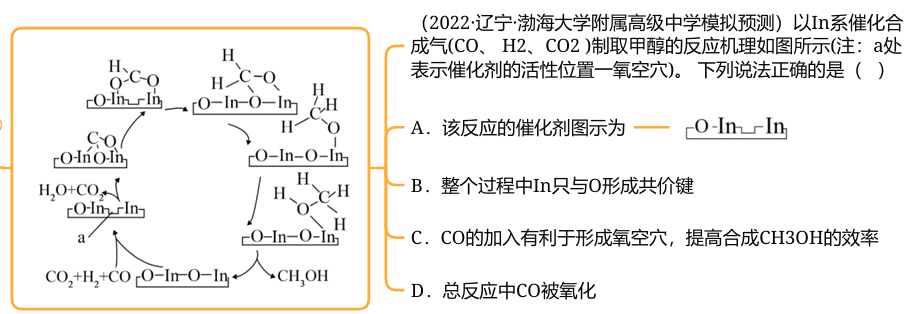 （2022·辽宁·渤海大学附属高级中学模拟预测）以In系催化合
成气(CO、 H2、CO2 )制取甲醇的反应机理如图所示(注：a处
表示催化剂的活性位置一氧空穴)。 下列说法正确的是（ ）
A．该反应的催化剂图示为
O-In In
B．整个过程中In只与O形成共价键
C．CO的加入有利于形成氧空穴，提高合成CH3OH的效率
D．总反应中CO被氧化
H
C
O O
O-In In
H
H C O
O—In—O—In
H
H C H
O
O—In—O—In
H
H C H
O
H
O—In—O—In
CH₃OH
O—In—O—In
CO₂+H₂+CO
a
O-In In
H₂O+CO₂
C O
O-In O-In